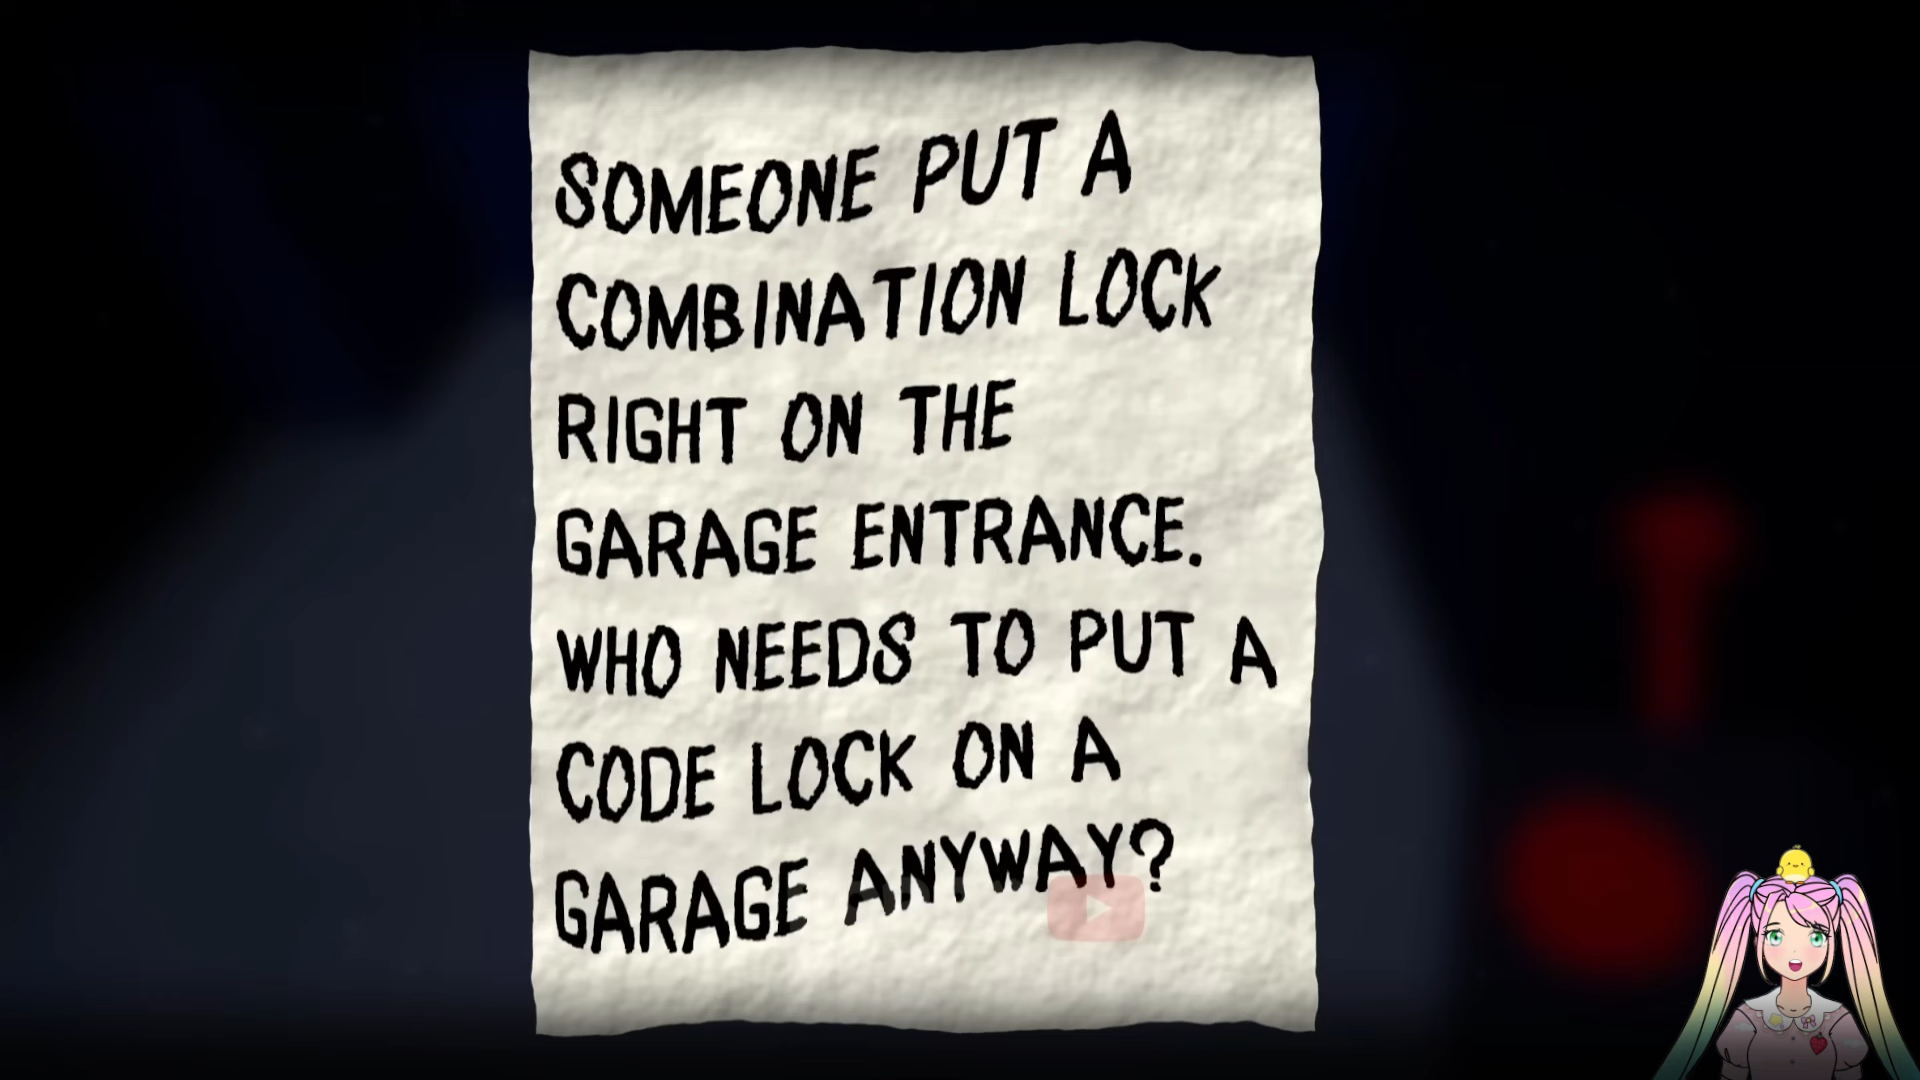 SOMEONE PUT A
COMBINATION LOCK
RIGHT ON THE
GARAGE ENTRANCE.
WHO NEEDS TO PUT A
CODE LOCK ON A
GARAGE ANYWAY?